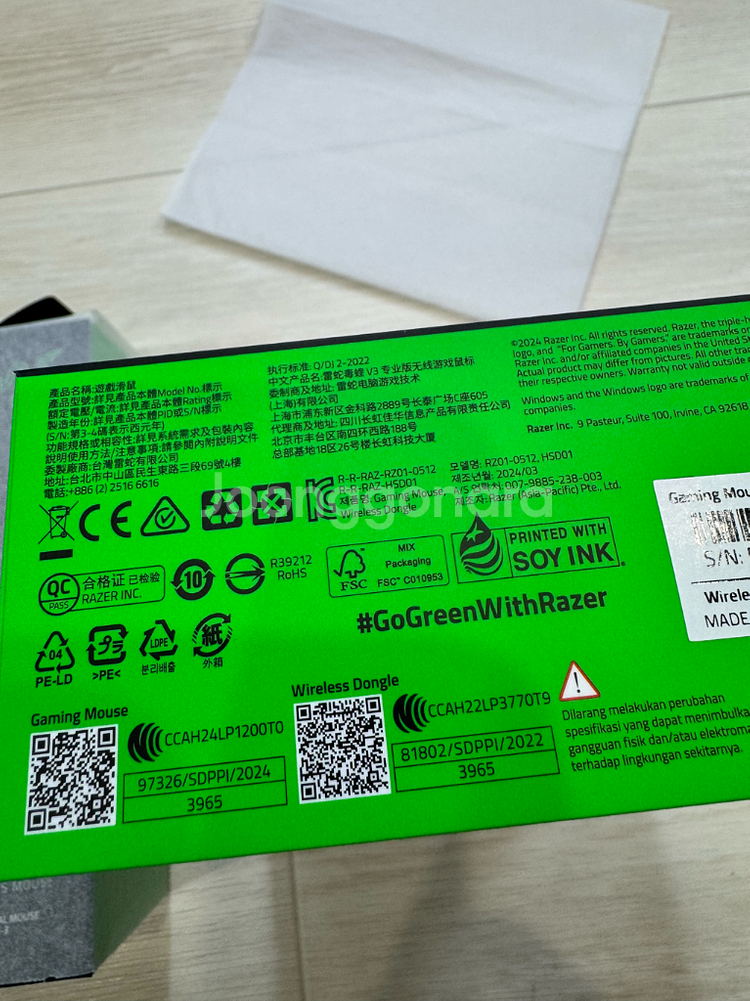 產品名稱:遊戲滑鼠
產品型號:詳見產品本體Model No.標示
額定電壓/電流:詳見產品本體Rating標示
製造年份:詳見產品本體PID或S/N標示
(S/N:第3-4碼表示西元年)
功能規格或相容性:詳見系統需求及包裝內容
說明使用方法/注意事項:請參閱內附說明文件
委製廠商:台灣雷蛇有限公司
地址:台北市中山區民生東路三段69號4樓
電話:+886 (2) 2516 6616
执行标准: Q/DJ 2-2022
中文产品名: 雷蛇毒蝰 V3 专业版无线游戏鼠标
委制商及地址: 雷蛇电脑游戏技术
(上海)有限公司
上海市浦东新区金科路2889号长泰广场C座605
代理商及地址: 四川长虹佳华信息产品有限责任公司
北京市丰台区南四环西路188号
总部基地18区26号楼长虹科技大厦
©2024 Razer Inc. All rights reserved. Razer, the triple-h
logo, and "For Gamers. By Gamers." are trademarks o
Razer Inc. and/or affiliated companies in the United St
Actual product may differ from pictures. All other tra
their respective owners. Warranty not valid outside
Windows and the Windows logo are trademarks of
companies.
Razer Inc. 9 Pasteur, Suite 100, Irvine, CA 92618
R-R-RAZ-RZ01-0512
R-R-RAZ-HSD01
제품명: Gaming Mouse,
Wireless Dongle
모델명: RZ01-0512, HSD01
제조년월: 2024/03
A/S 연락처: 007-9885-238-003
제조자: Razer (Asia-Pacific) Pte., Ltd.
Joonggonara
CE
QC
PASS
合格证 已检验
RAZER INC.
10
R39212
RoHS
FSC
MIX
Packaging
FSC™ C010953
PRINTED WITH
SOY INK
#GoGreenWithRazer
Gaming Mou
S/N:
Wirele
MADE
04
PE-LD
プラ
>PE<
LDPE
분리배출
紙
外箱
Gaming Mouse
CCAH24LP1200T0
97326/SDPPI/2024
3965
Wireless Dongle
CCAH22LP3770T9
81802/SDPPI/2022
3965
Dilarang melakukan perubahan
spesifikasi yang dapat menimbulka
gangguan fisik dan/atau elektroma
terhadap lingkungan sekitarnya.
S MOUSE
AL MOUSE